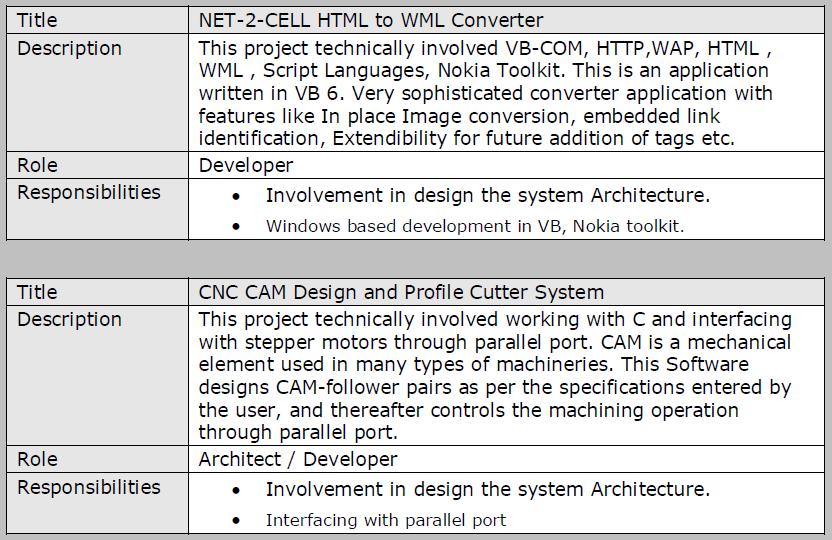 Title NET-2-CELL HTML to WML Converter
Description This project technically involved VB-COM, HTTP,WAP, HTML ,
WML , Script Languages, Nokia Toolkit. This is an application
written in VB 6. Very sophisticated converter application with
features like In place Image conversion, embedded link
identification, Extendibility for future addition of tags etc.
Role Developer
Responsibilities • Involvement in design the system Architecture.
• Windows based development in VB, Nokia toolkit.
Title CNC CAM Design and Profile Cutter System
Description This project technically involved working with C and interfacing
with stepper motors through parallel port. CAM is a mechanical
element used in many types of machineries. This Software
designs CAM-follower pairs as per the specifications entered by
the user, and thereafter controls the machining operation
through parallel port.
Role Architect / Developer
Responsibilities • Involvement in design the system Architecture.
• Interfacing with parallel port